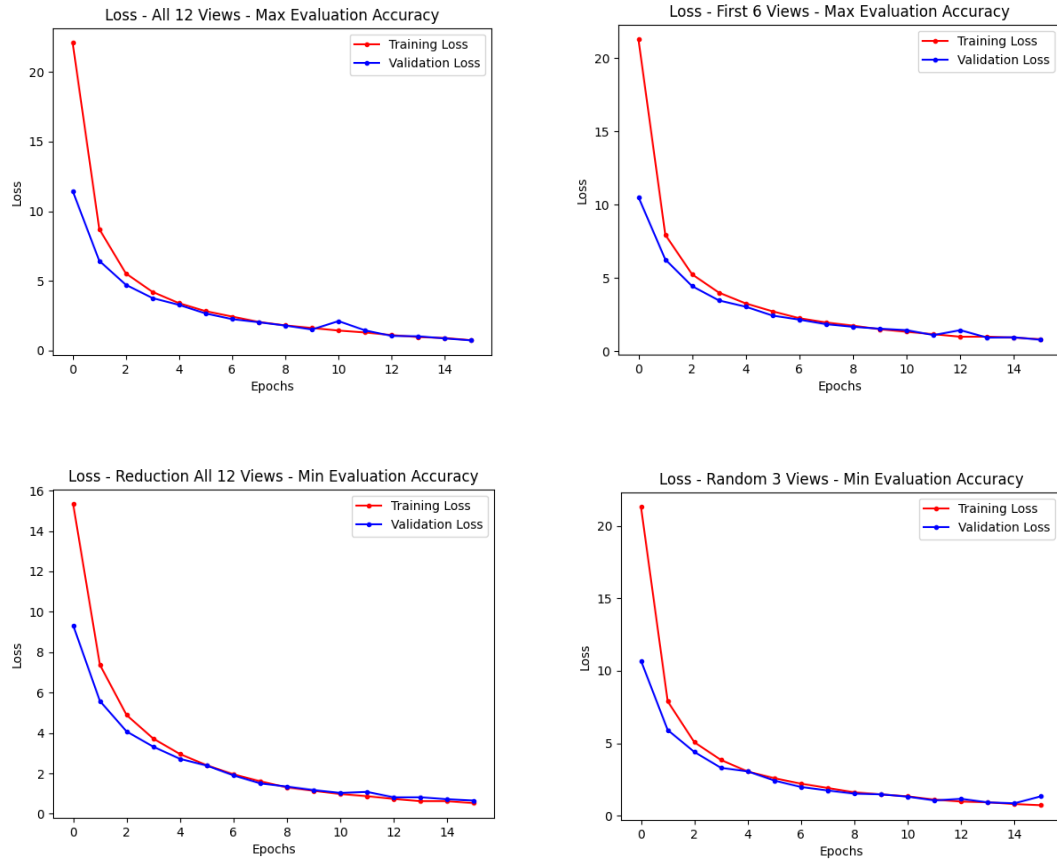 Loss - All 12 Views - Max Evaluation Accuracy
Training Loss
Validation Loss
Loss
20
15
10
5
0
0 2 4 6 8 10 12 14
Epochs
Loss - First 6 Views - Max Evaluation Accuracy
Training Loss
Validation Loss
Loss
20
15
10
5
0
0 2 4 6 8 10 12 14
Epochs
Loss - Reduction All 12 Views - Min Evaluation Accuracy
Training Loss
Validation Loss
Loss
16
14
12
10
8
6
4
2
0
0 2 4 6 8 10 12 14
Epochs
Loss - Random 3 Views - Min Evaluation Accuracy
Training Loss
Validation Loss
Loss
20
15
10
5
0
0 2 4 6 8 10 12 14
Epochs